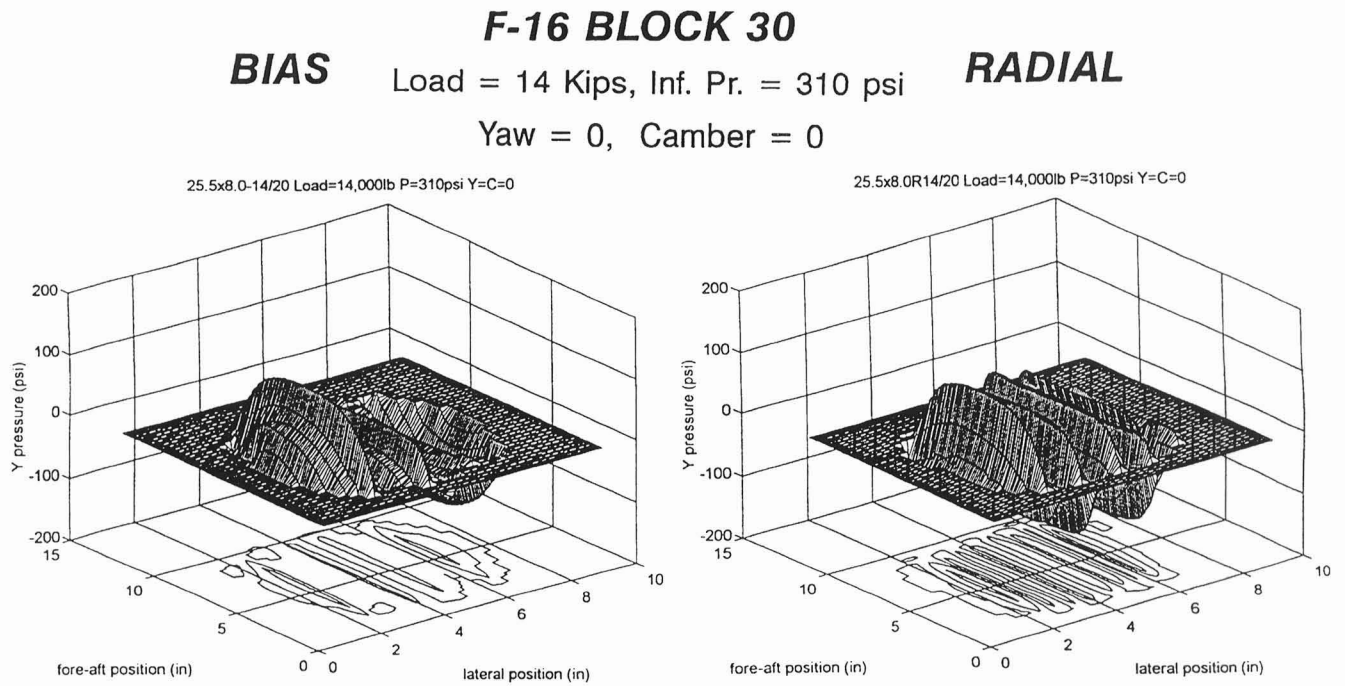 F-16 BLOCK 30
BIAS
Load = 14 Kips, Inf. Pr. = 310 psi
RADIAL
Yaw = 0, Camber = 0
25.5x8.0-14/20 Load=14,000lb P=310psi Y=C=0
200
100
0
-100
-200
Y pressure (psi)
15
10
5
0
fore-aft position (in)
0
2
4
6
8
10
lateral position (in)
25.5x8.0R14/20 Load=14,000lb P=310psi Y=C=0
200
100
0
-100
-200
Y pressure (psi)
15
10
5
0
fore-aft position (in)
0
2
4
6
8
10
lateral position (in)